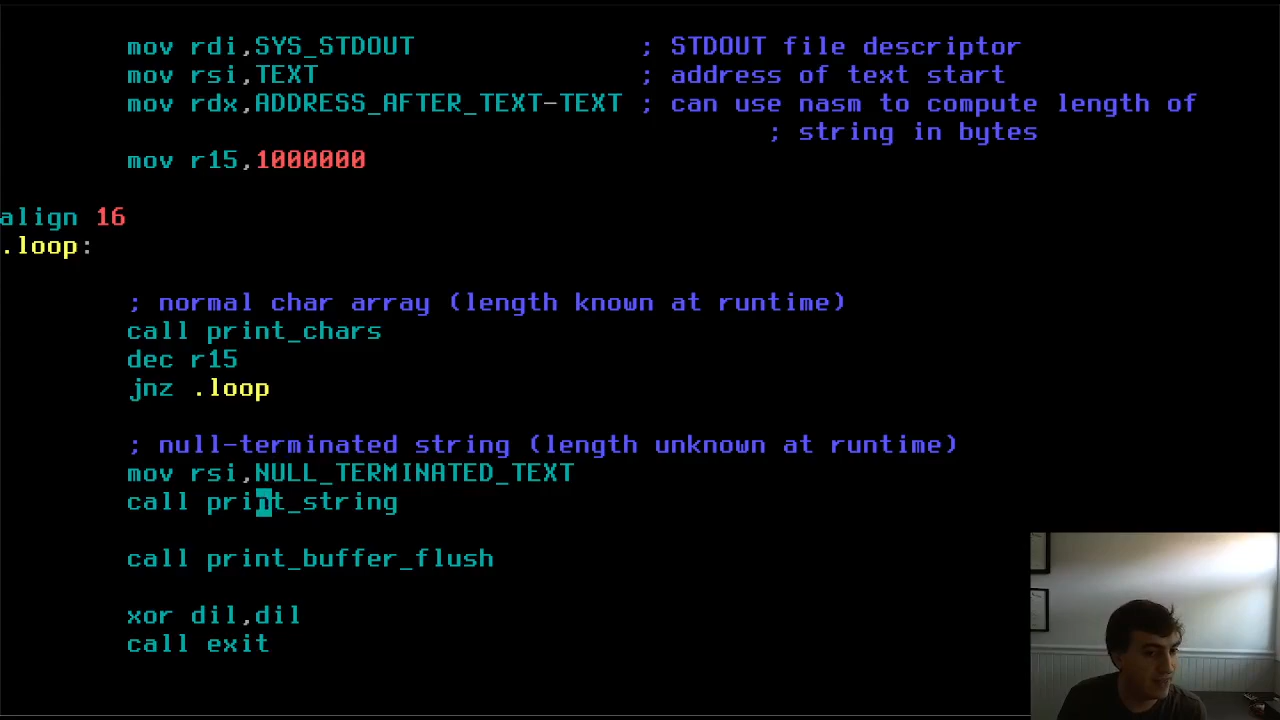 mov rdi,SYS_STDOUT ; STDOUT file descriptor
mov rsi,TEXT ; address of text start
mov rdx,ADDRESS_AFTER_TEXT-TEXT ; can use nasm to compute length of
; string in bytes
mov r15,1000000
align 16
.loop:
; normal char array (length known at runtime)
call print_chars
dec r15
jnz .loop
; null-terminated string (length unknown at runtime)
mov rsi,NULL_TERMINATED_TEXT
call print_string
call print_buffer_flush
xor dil,dil
call exit